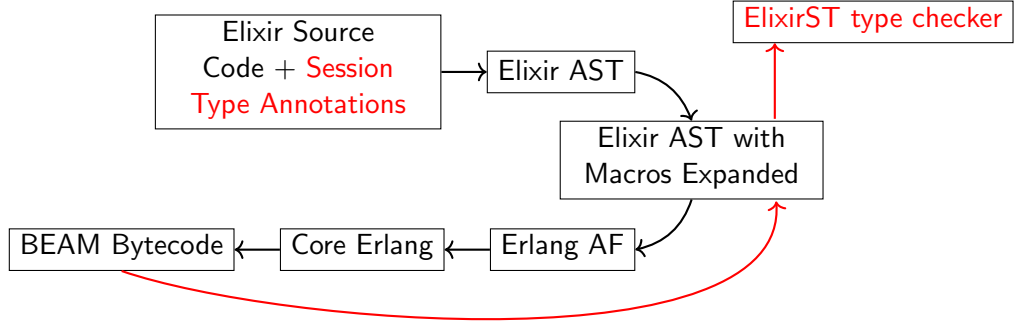 ElixirST type checker
Elixir Source
Code + Session
Type Annotations
Elixir AST
Elixir AST with
Macros Expanded
BEAM Bytecode
Core Erlang
Erlang AF